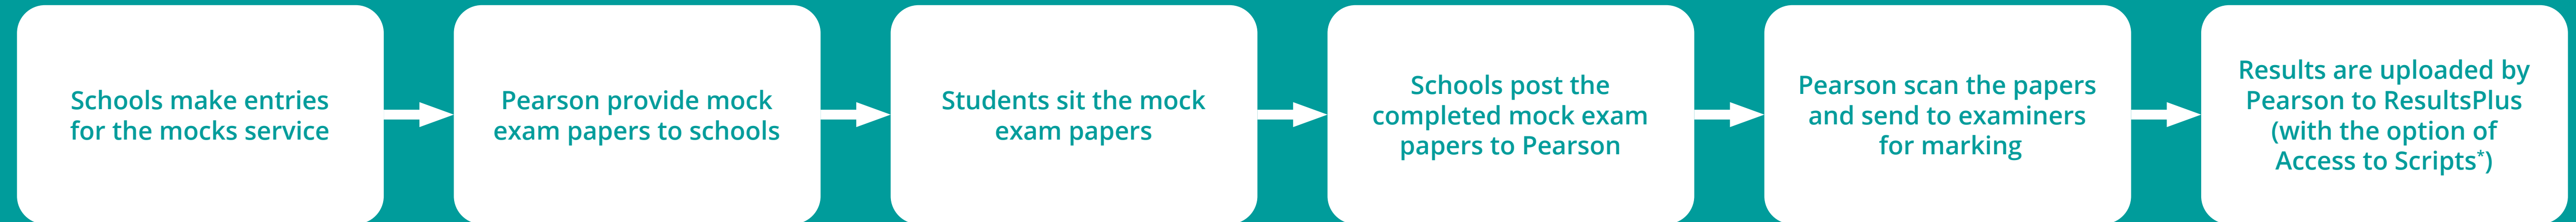 Schools make entries
for the mocks service
Pearson provide mock
exam papers to schools
Students sit the mock
exam papers
Schools post the
completed mock exam
papers to Pearson
Pearson scan the papers
and send to examiners
for marking
Results are uploaded by
Pearson to ResultsPlus
(with the option of
Access to Scripts*)